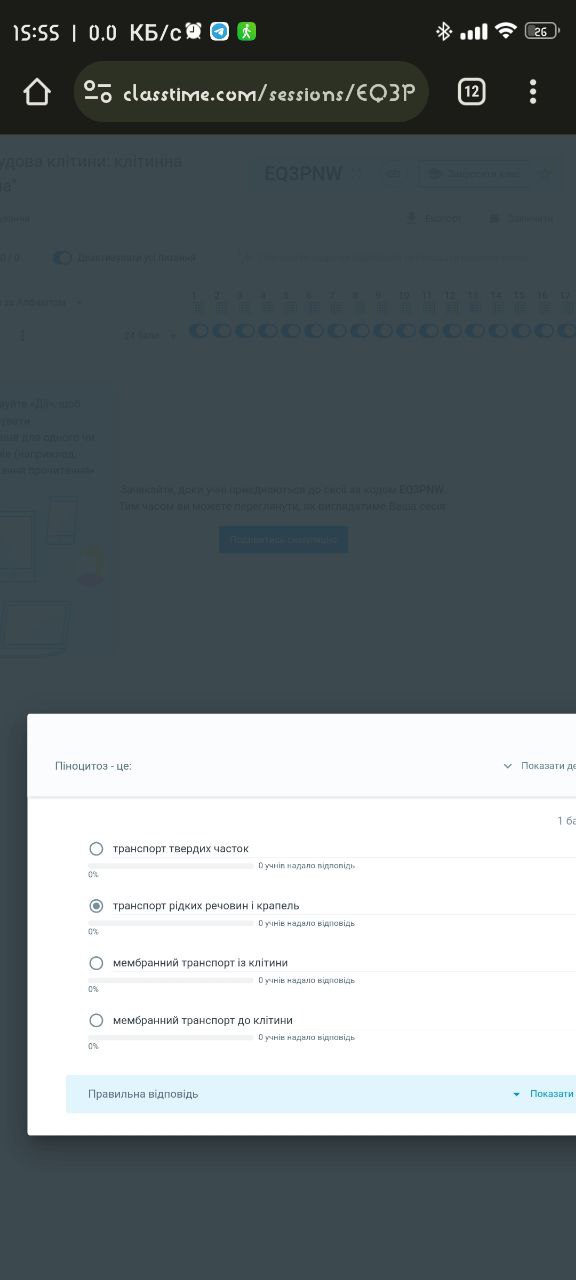 15:55 | 0.0 КБ/с
26
classtime.com/sessions/EQ3P
12
удова клітини: клітинна
EQ3PNW
Експорт
Деактивувати усі питання
за Алфавітом
1 2 3 4 5 6 7 8 9 10 11 12 13 14 15 16 17
Зачекайте, доки учні приєднаються до сесії за кодом EQ3PNW.
Тим часом ви можете переглянути, як виглядатиме Ваша сесія
Подивитись симуляцію
Піноцитоз - це:
Показати де
1 ба
транспорт твердих часток
0 учнів надало відповідь
0%
транспорт рідких речовин і крапель
0 учнів надало відповідь
0%
мембранний транспорт із клітини
0 учнів надало відповідь
0%
мембранний транспорт до клітини
0 учнів надало відповідь
0%
Правильна відповідь
Показати